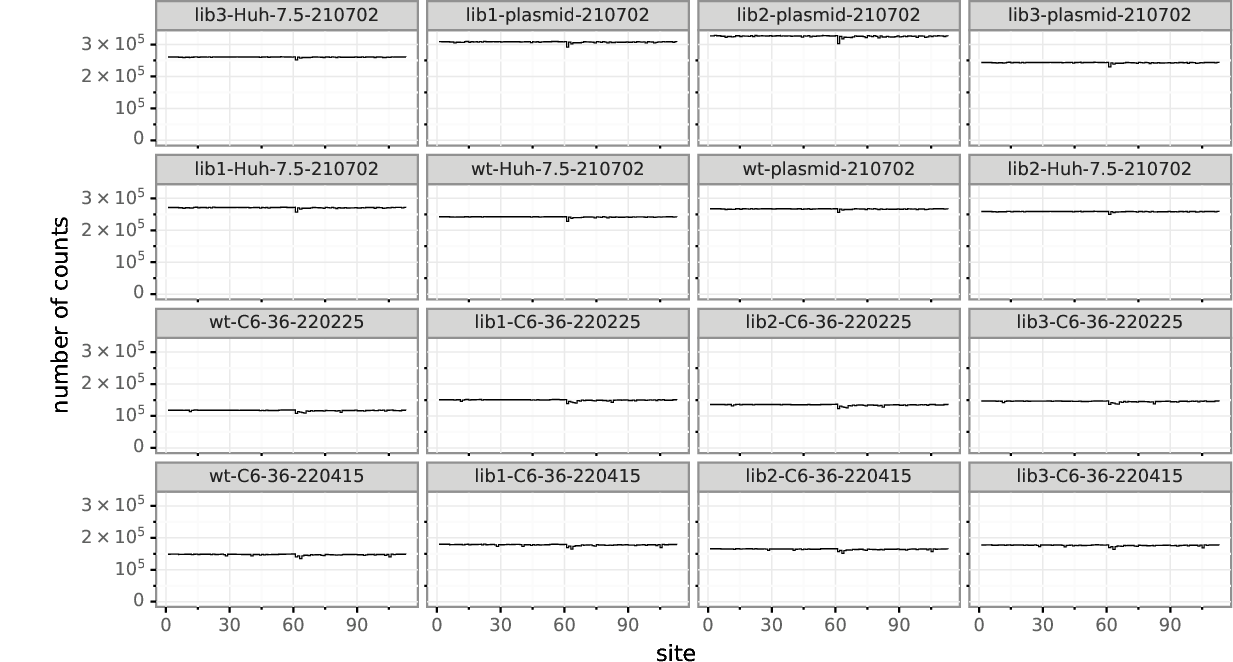 lib3-Huh-7.5-210702 lib1-plasmid-210702 lib2-plasmid-210702 lib3-plasmid-210702
3 × 10⁵
2 × 10⁵
10⁵
0
lib1-Huh-7.5-210702 wt-Huh-7.5-210702 wt-plasmid-210702 lib2-Huh-7.5-210702
3 × 10⁵
2 × 10⁵
10⁵
0
number of counts
wt-C6-36-220225 lib1-C6-36-220225 lib2-C6-36-220225 lib3-C6-36-220225
3 × 10⁵
2 × 10⁵
10⁵
0
wt-C6-36-220415 lib1-C6-36-220415 lib2-C6-36-220415 lib3-C6-36-220415
3 × 10⁵
2 × 10⁵
10⁵
0
0 30 60 90 0 30 60 90 0 30 60 90 0 30 60 90
site